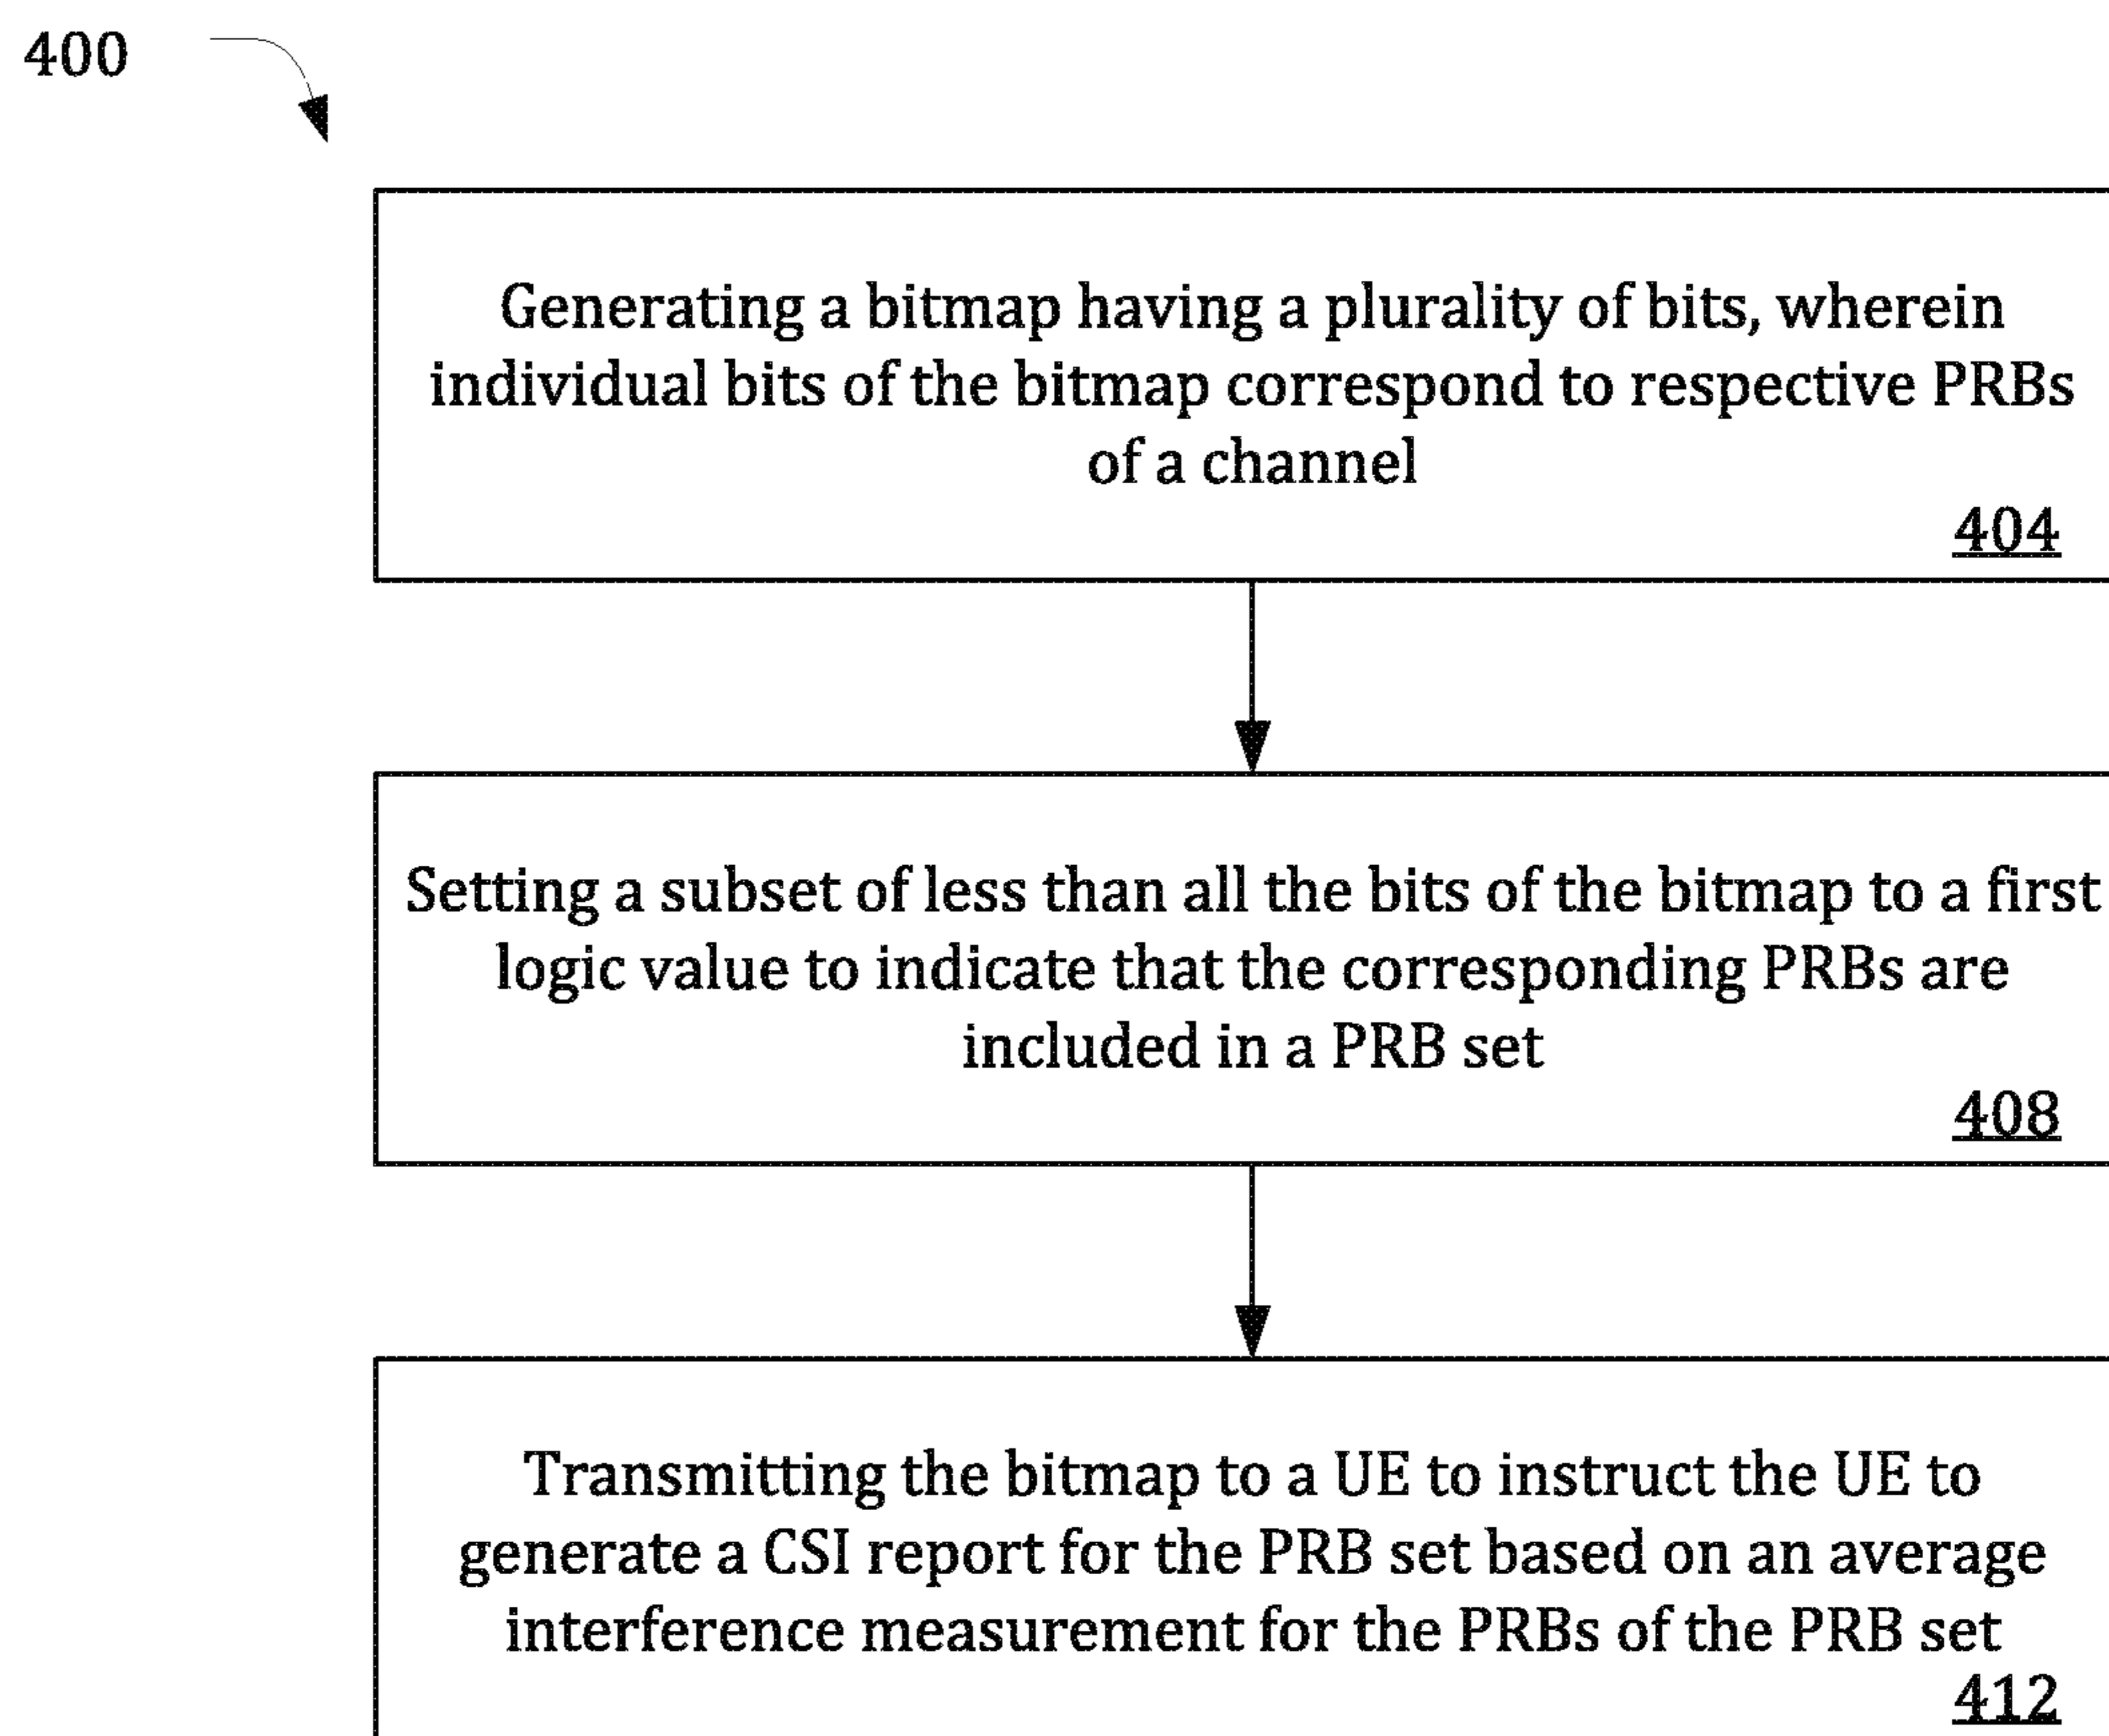 400
Generating a bitmap having a plurality of bits, wherein
individual bits of the bitmap correspond to respective PRBs
of a channel
404
Setting a subset of less than all the bits of the bitmap to a first
logic value to indicate that the corresponding PRBs are
included in a PRB set
408
Transmitting the bitmap to a UE to instruct the UE to
generate a CSI report for the PRB set based on an average
interference measurement for the PRBs of the PRB set
412